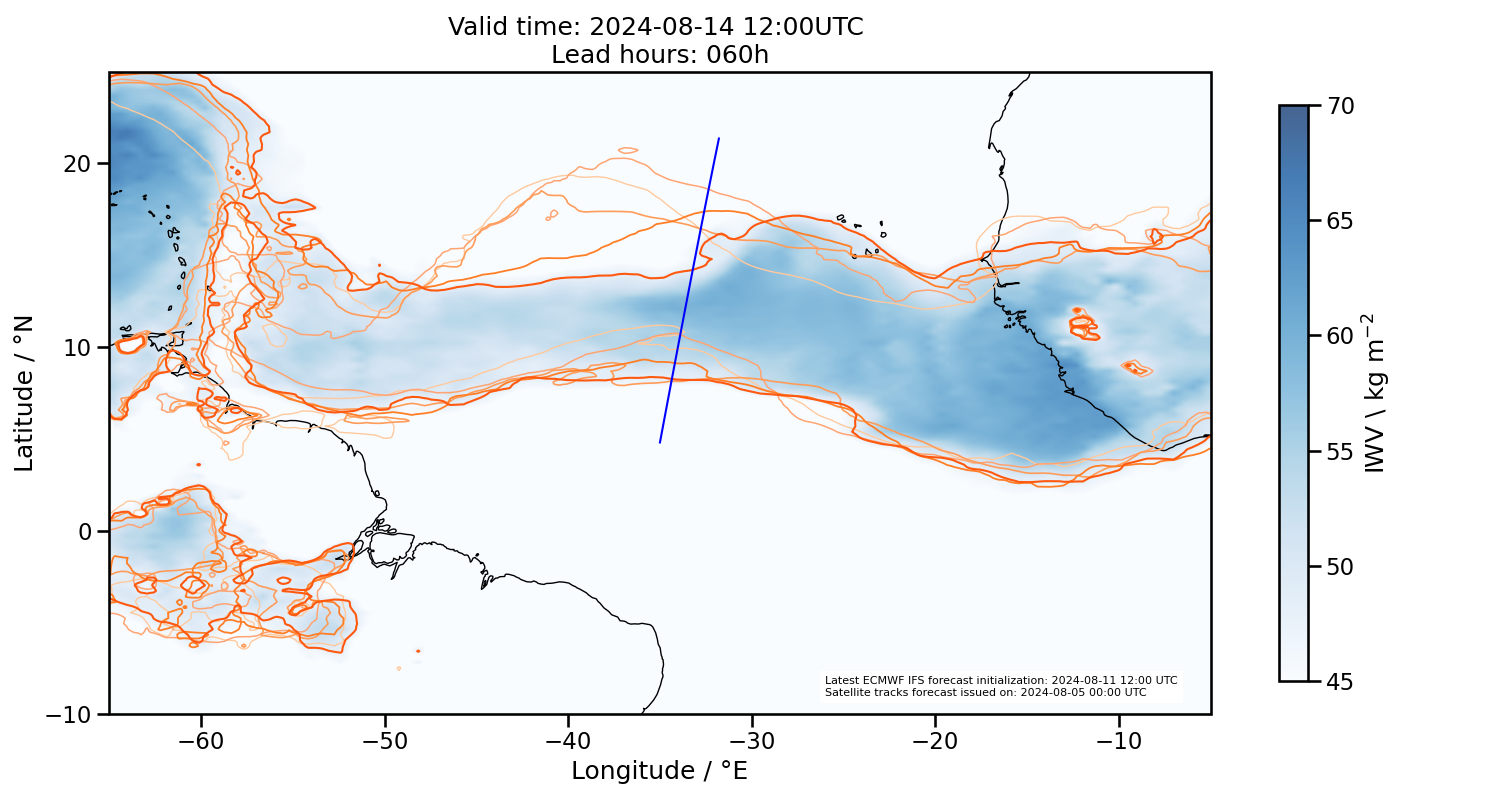 Valid time: 2024-08-14 12:00UTC
Lead hours: 060h
20
10
0
−10
Latitude / °N
−60
−50
−40
−30
−20
−10
Longitude / °E
70
65
60
55
50
45
IWV \ kg m⁻²
Latest ECMWF IFS forecast initialization: 2024-08-11 12:00 UTC
Satellite tracks forecast issued on: 2024-08-05 00:00 UTC